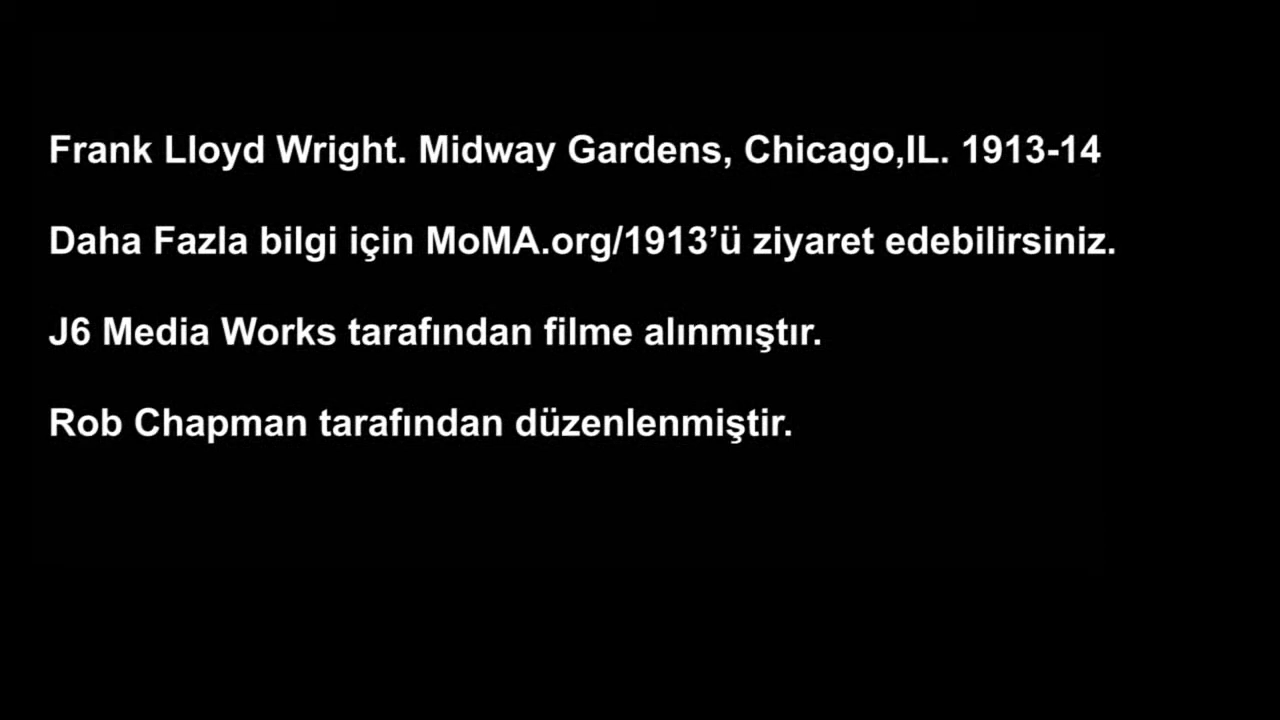 Frank Lloyd Wright. Midway Gardens, Chicago,IL. 1913-14
Daha Fazla bilgi için MoMA.org/1913’ü ziyaret edebilirsiniz.
J6 Media Works tarafından filme alınmıştır.
Rob Chapman tarafından düzenlenmiştir.